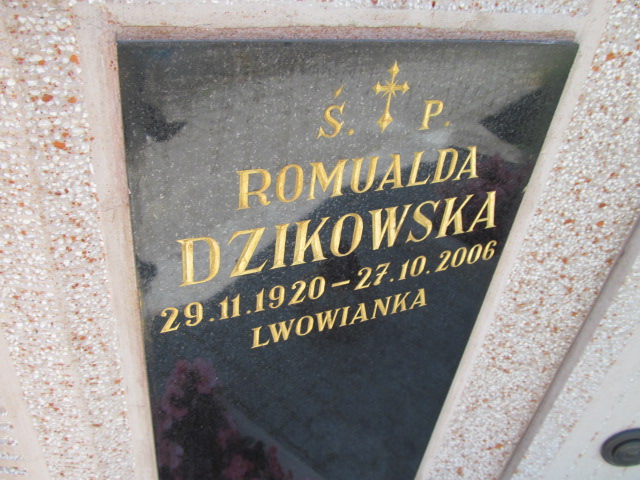 Ś. P.
ROMUALDA
DZIKOWSKA
29.11.1920-27.10.2006
LWOWIANKA